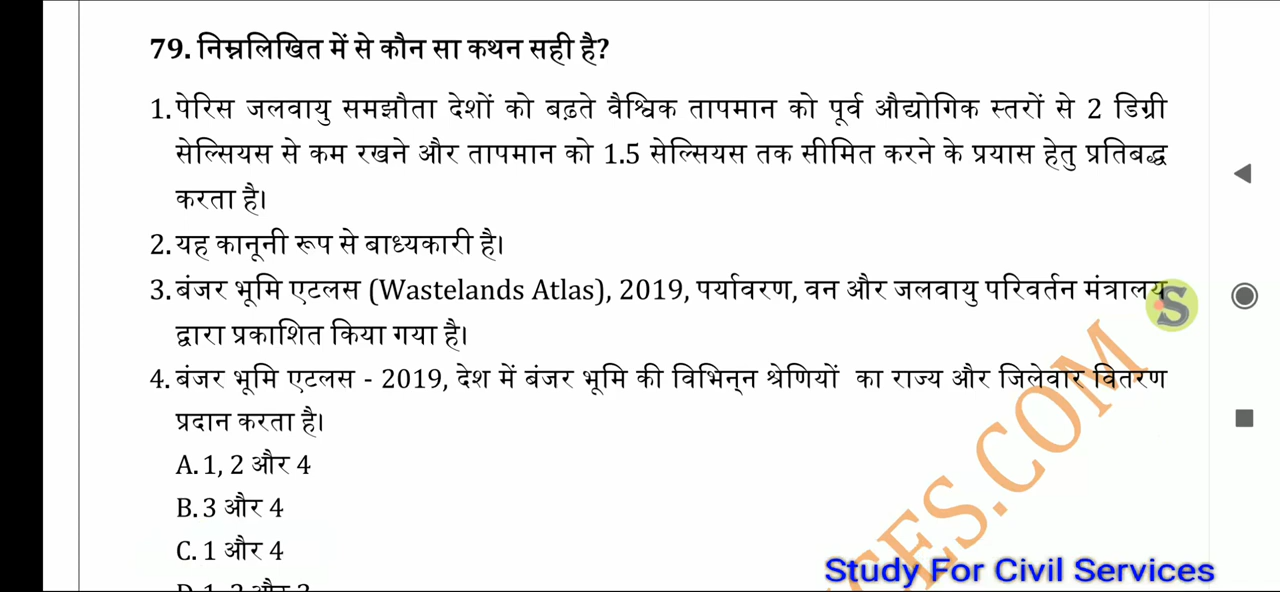 79. निम्नलिखित में से कौन सा कथन सही है?
1. पेरिस जलवायु समझौता देशों को बढ़ते वैश्विक तापमान को पूर्व औद्योगिक स्तरों से 2 डिग्री
सेल्सियस से कम रखने और तापमान को 1.5 सेल्सियस तक सीमित करने के प्रयास हेतु प्रतिबद्ध
करता है।
2. यह कानूनी रूप से बाध्यकारी है।
3. बंजर भूमि एटलस (Wastelands Atlas), 2019, पर्यावरण, वन और जलवायु परिवर्तन मंत्रालय
द्वारा प्रकाशित किया गया है।
4. बंजर भूमि एटलस - 2019, देश में बंजर भूमि की विभिन्न श्रेणियों का राज्य और जिलेवार वितरण
प्रदान करता है।
A. 1, 2 और 4
B. 3 और 4
C. 1 और 4
S
Study For Civil Services